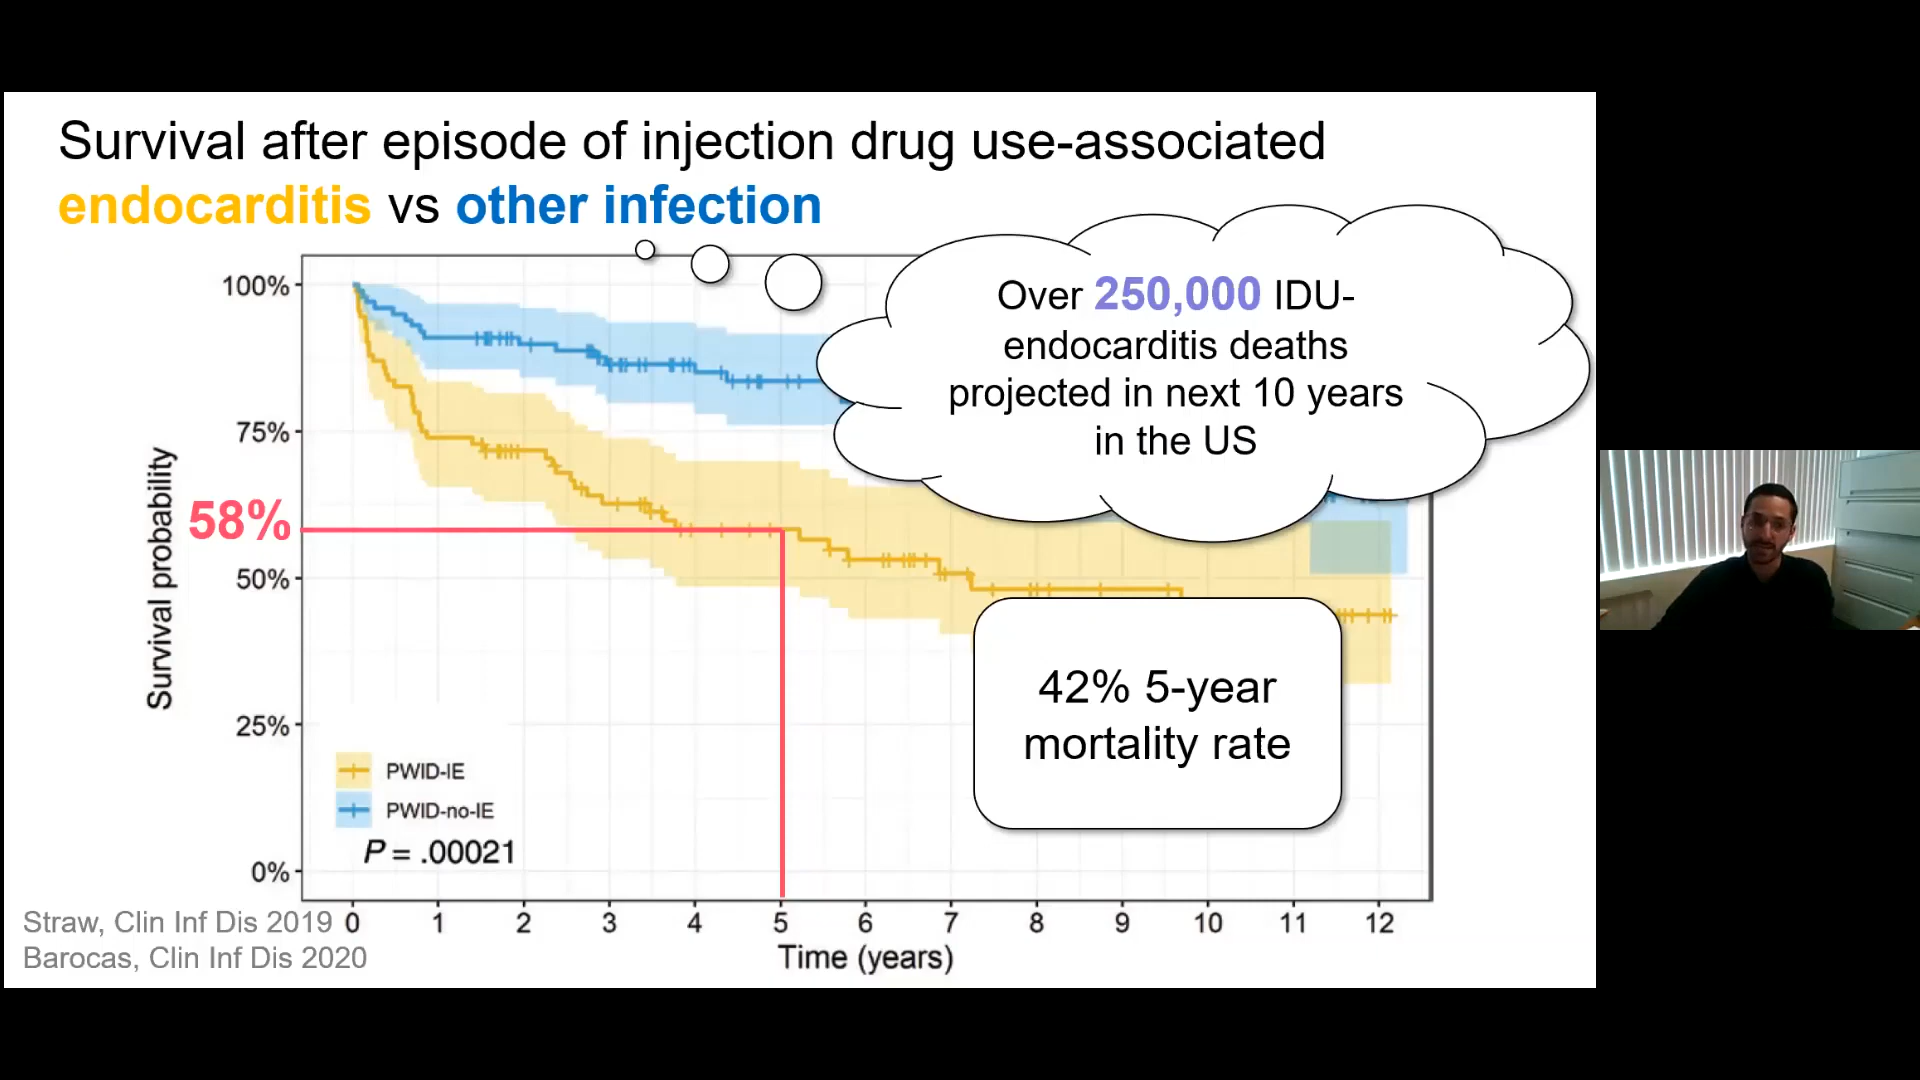 Survival after episode of injection drug use-associated
endocarditis vs other infection
Over 250,000 IDU-
endocarditis deaths
projected in next 10 years
in the US
100%
75%
58%
50%
25%
0%
Survival probability
42% 5-year
mortality rate
PWID-IE
PWID-no-IE
P = .00021
0 1 2 3 4 5 6 7 8 9 10 11 12
Time (years)
Straw, Clin Inf Dis 2019
Barocas, Clin Inf Dis 2020